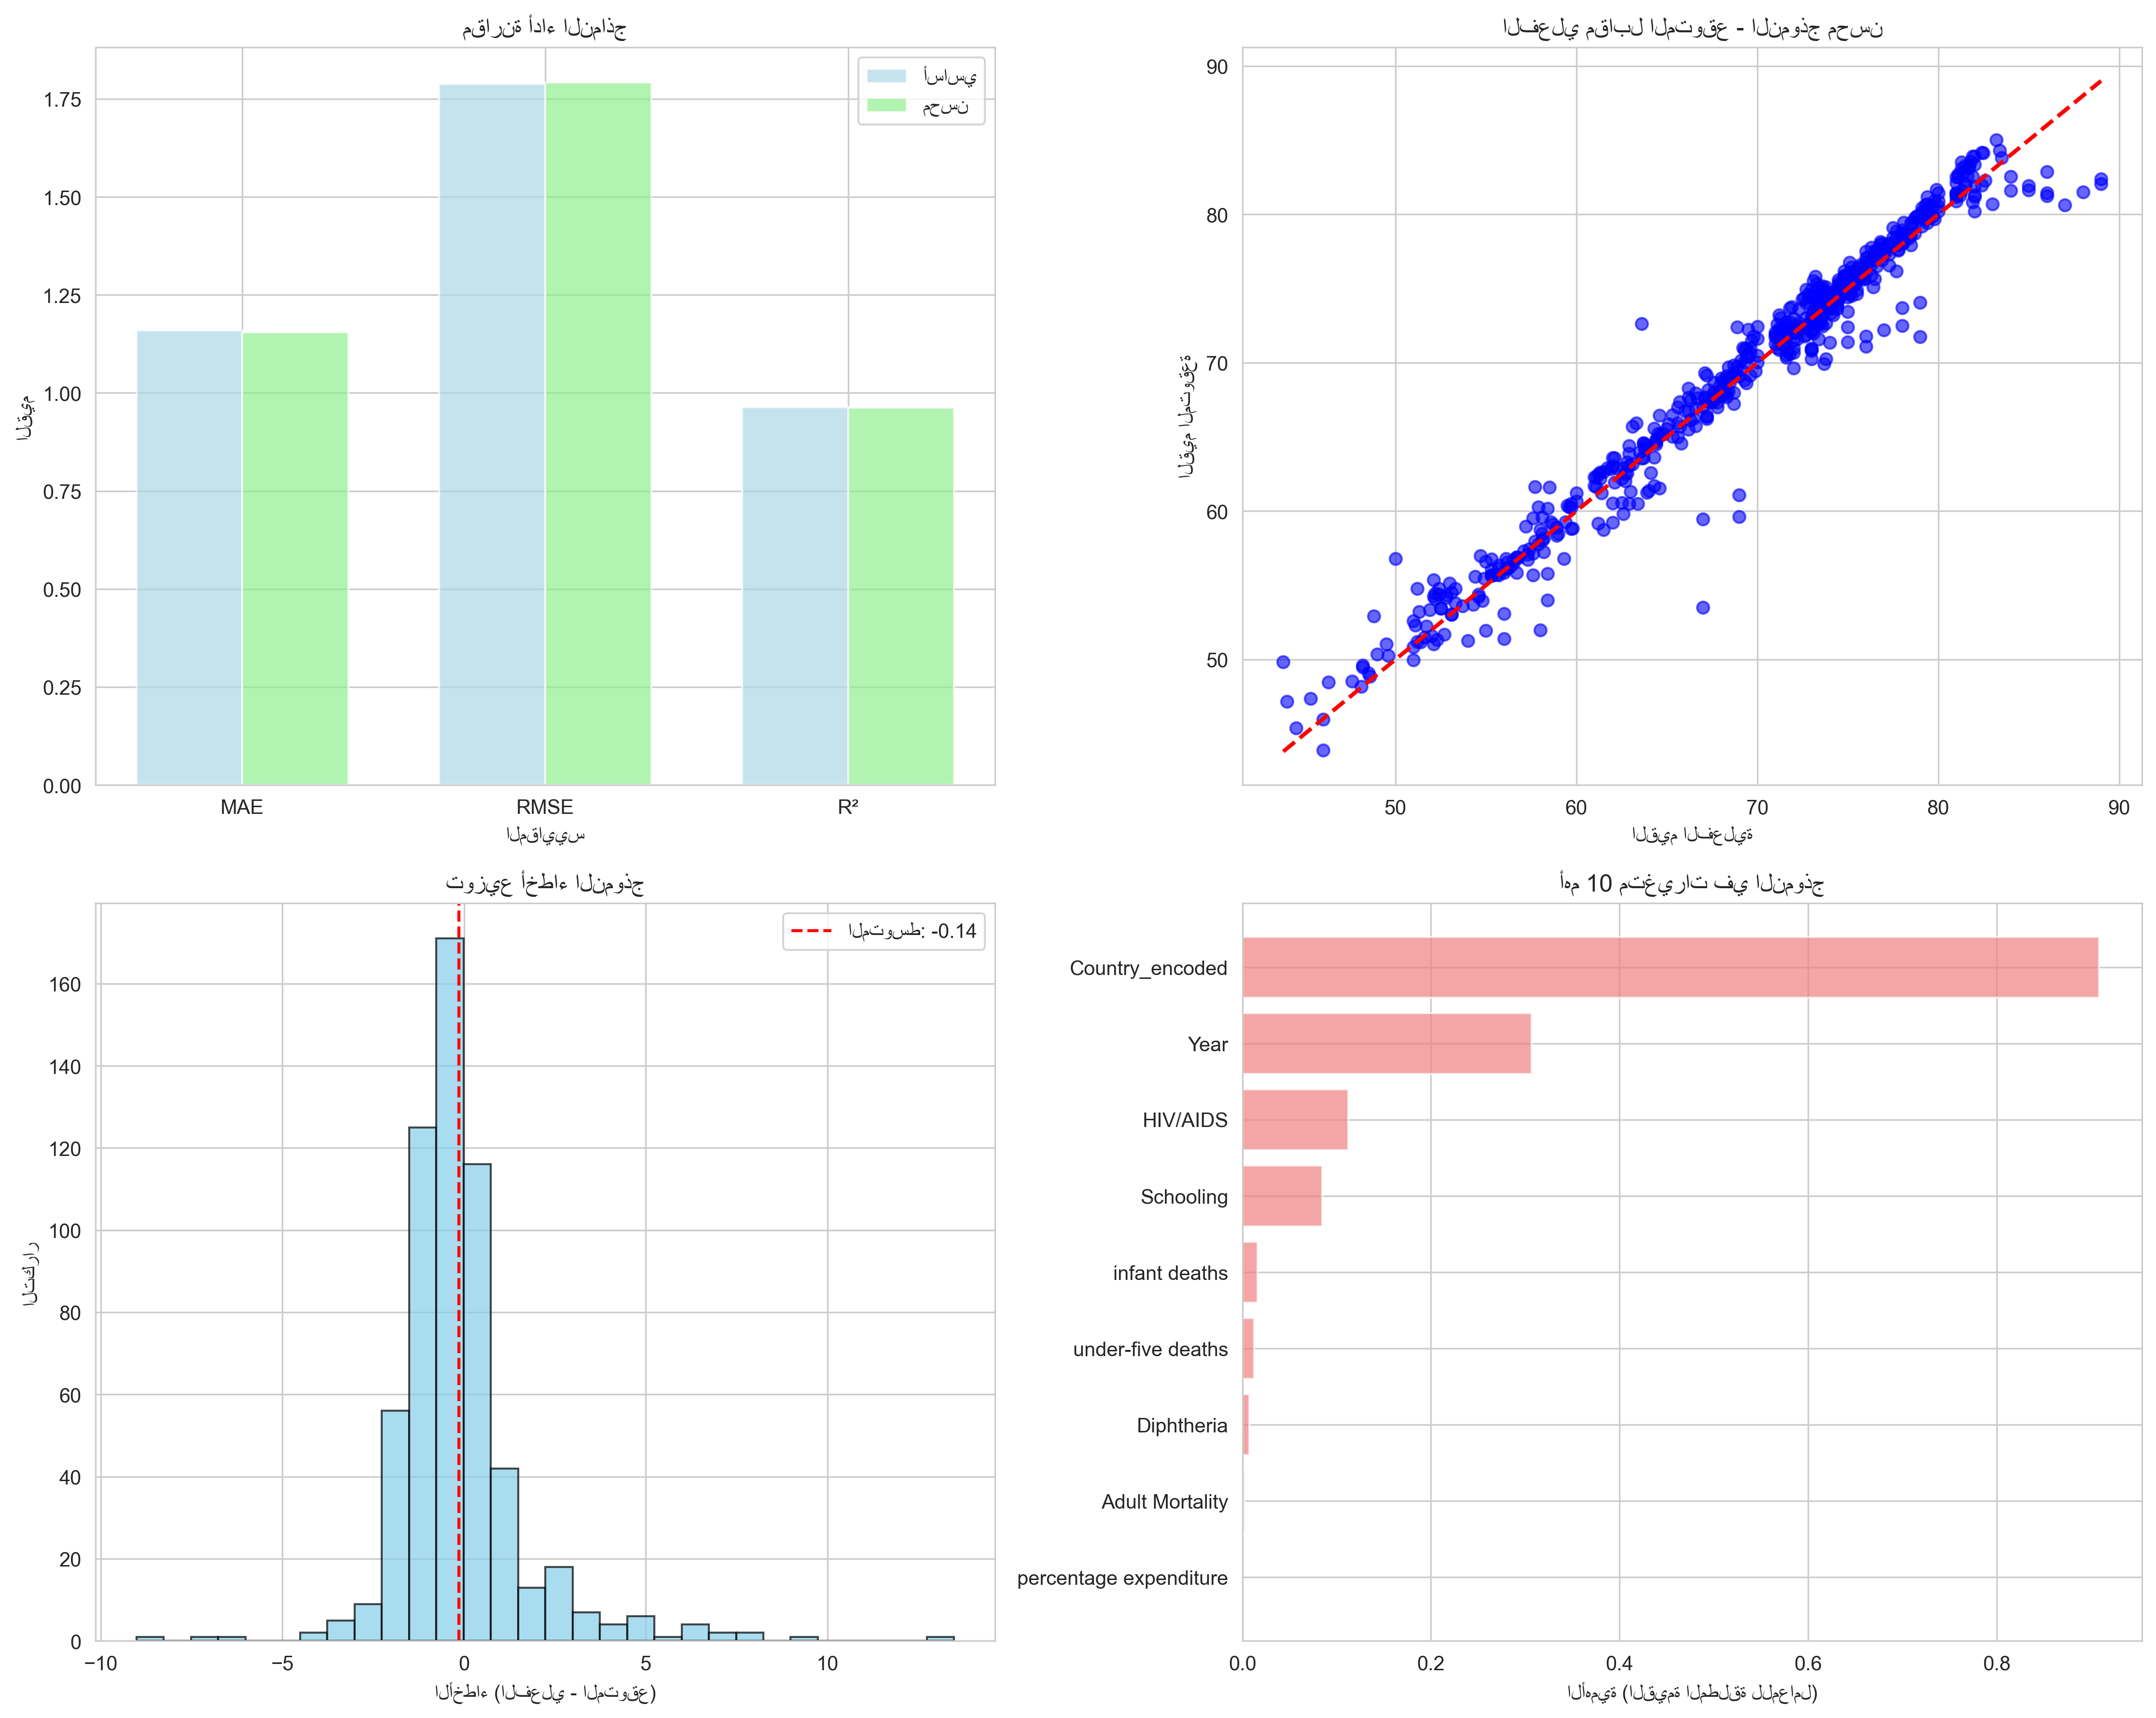 مقارنة أداء النماذج
أساسي
محسن
القيم
1.75
1.50
1.25
1.00
0.75
0.50
0.25
0.00
MAE
RMSE
R²
المقاييس
الفعلي مقابل المتوقع - النموذج محسن
القيم المتوقعة
90
80
70
60
50
50
60
70
80
90
القيم الفعلية
توزيع أخطاء النموذج
المتوسط: -0.14
التكرار
160
140
120
100
80
60
40
20
0
−10
−5
0
5
10
الأخطاء (الفعلي - المتوقع)
أهم 10 متغيرات في النموذج
Country_encoded
Year
HIV/AIDS
Schooling
infant deaths
under-five deaths
Diphtheria
Adult Mortality
percentage expenditure
0.0
0.2
0.4
0.6
0.8
الأهمية (القيمة المطلقة للمعامل)